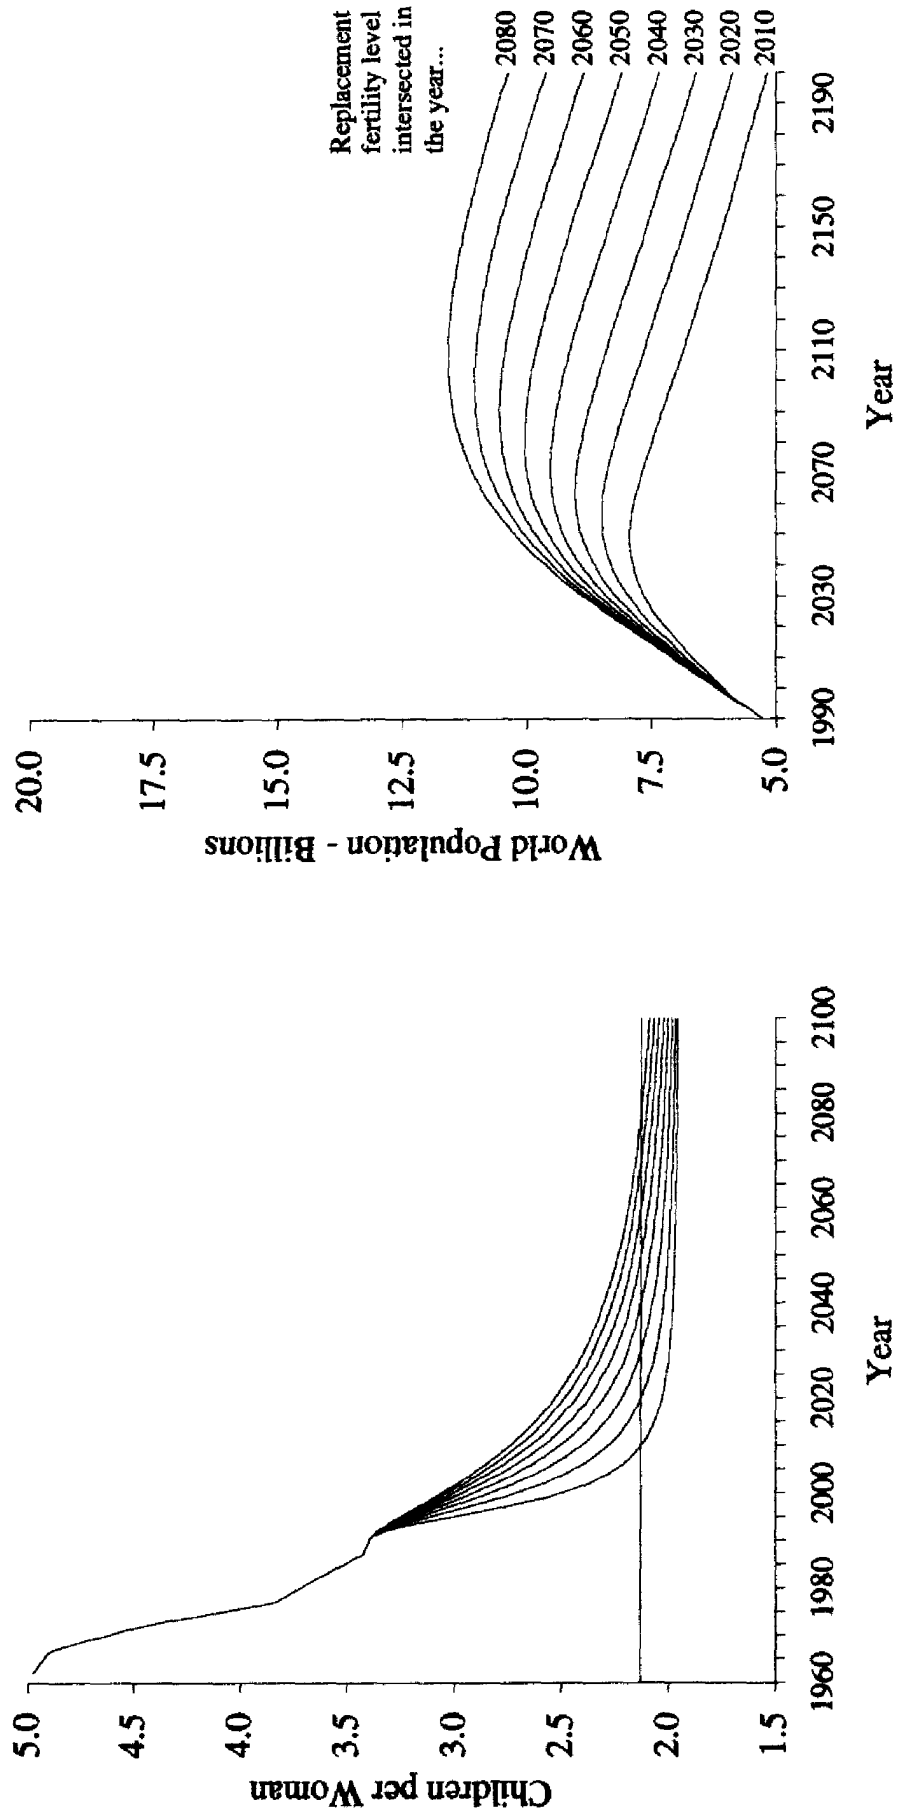 Children per Woman
5.0
4.5
4.0
3.5
3.0
2.5
2.0
1.5
1960 1980 2000 2020 2040 2060 2080 2100
Year
World Population - Billions
20.0
17.5
15.0
12.5
10.0
7.5
5.0
1990 2030 2070 2110 2150 2190
Year
Replacement
fertility level
intersected in
the year...
2080
2070
2060
2050
2040
2030
2020
2010